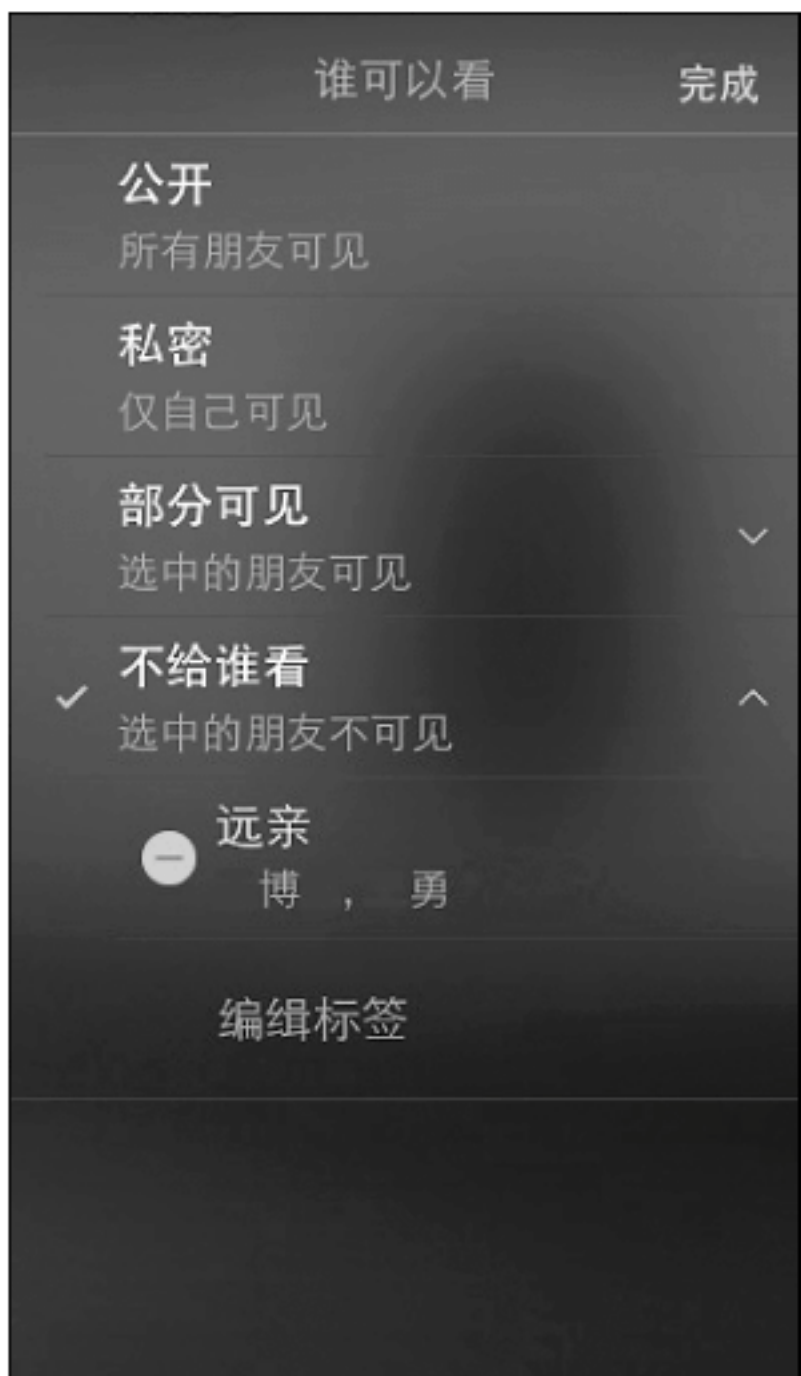 谁可以看
完成
公开
所有朋友可见
私密
仅自己可见
部分可见
选中的朋友可见
不给谁看
选中的朋友不可见
远亲
博 , 勇
编辑标签